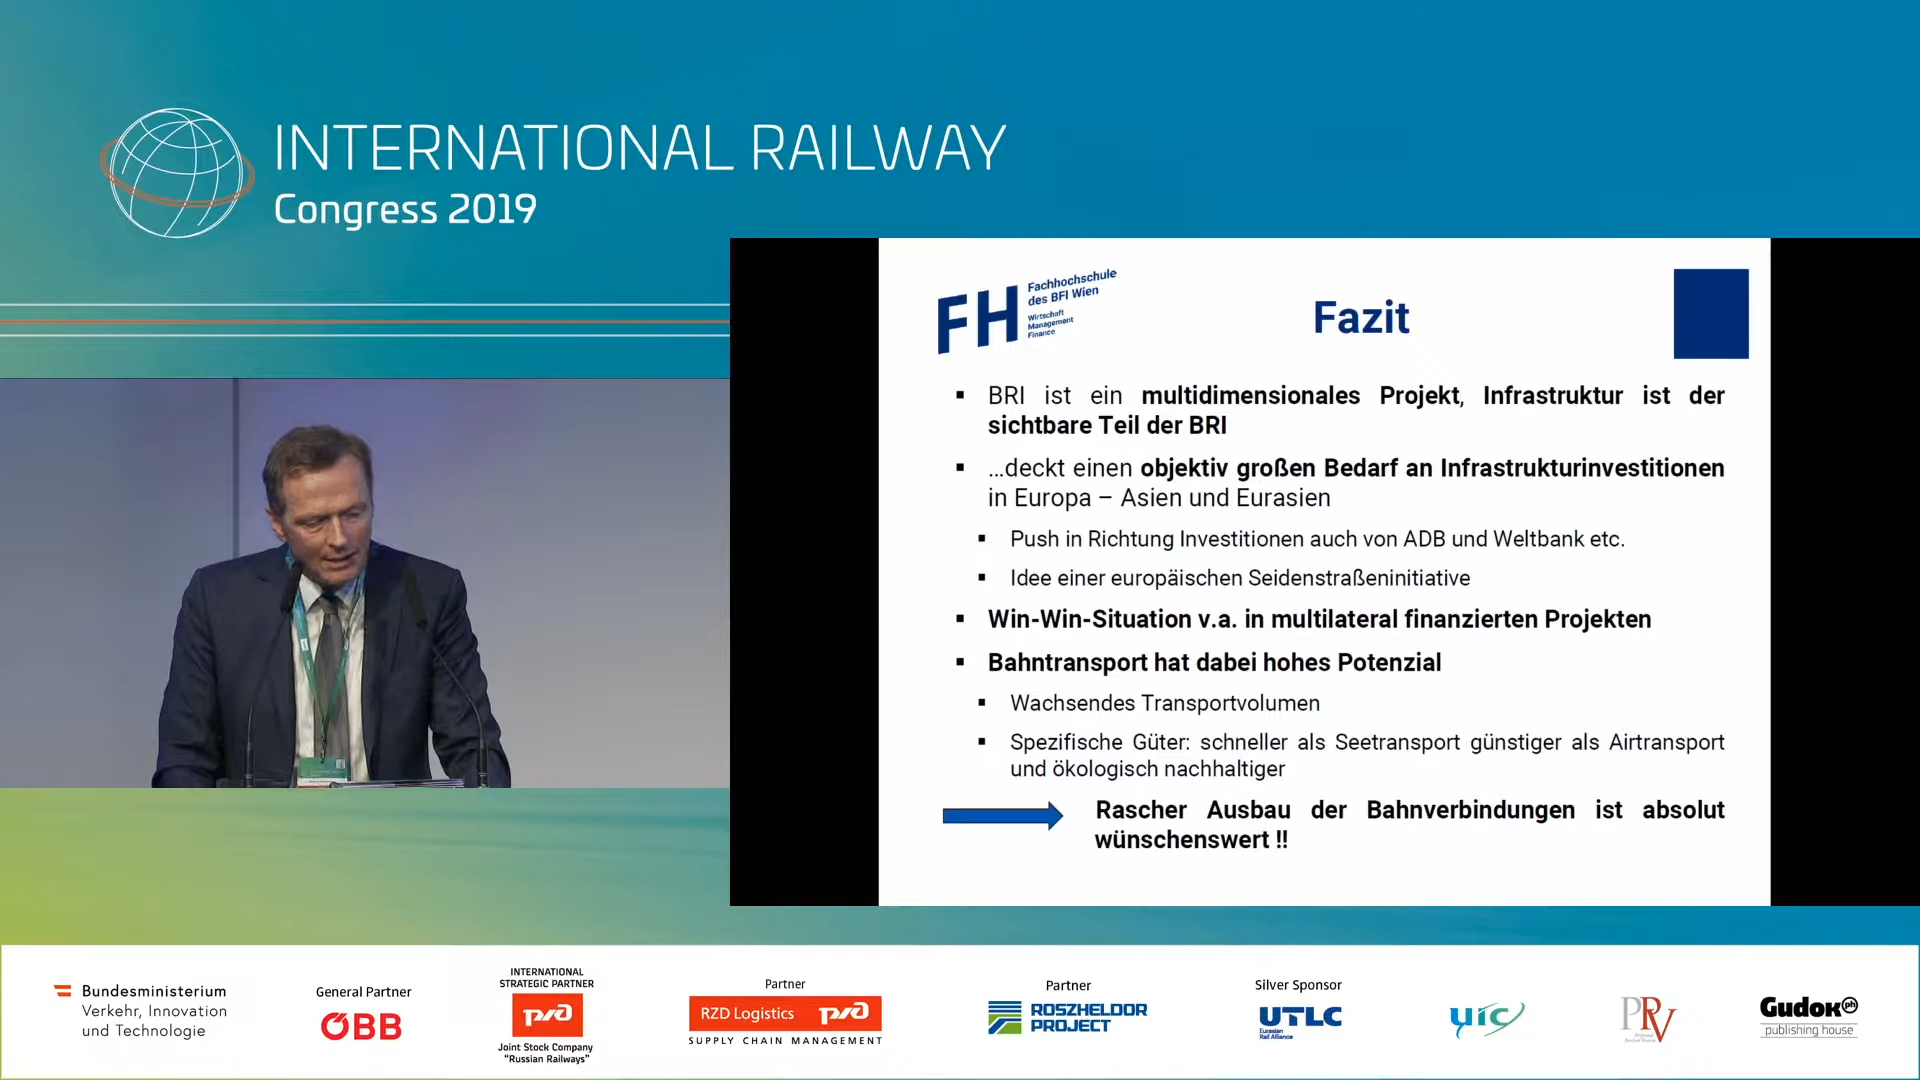 INTERNATIONAL RAILWAY
Congress 2019
FH
Fachhochschule
des BFI Wien
Wirtschaft
Management
Finance
Fazit
▪ BRI ist ein multidimensionales Projekt, Infrastruktur ist der
sichtbare Teil der BRI
▪ ...deckt einen objektiv großen Bedarf an Infrastrukturinvestitionen
in Europa – Asien und Eurasien
▪ Push in Richtung Investitionen auch von ADB und Weltbank etc.
▪ Idee einer europäischen Seidenstraßeninitiative
▪ Win-Win-Situation v.a. in multilateral finanzierten Projekten
▪ Bahntransport hat dabei hohes Potenzial
▪ Wachsendes Transportvolumen
▪ Spezifische Güter: schneller als Seetransport günstiger als Airtransport
und ökologisch nachhaltiger
Rascher Ausbau der Bahnverbindungen ist absolut
wünschenswert !!
Bundesministerium
Verkehr, Innovation
und Technologie
General Partner
ÖBB
INTERNATIONAL
STRATEGIC PARTNER
Joint Stock Company
"Russian Railways"
Partner
RZD Logistics
SUPPLY CHAIN MANAGEMENT
Partner
ROSZHELDOR
PROJECT
Silver Sponsor
UTLC
Eurasian
Rail Alliance
uic
PRV
Gudok ph
publishing house